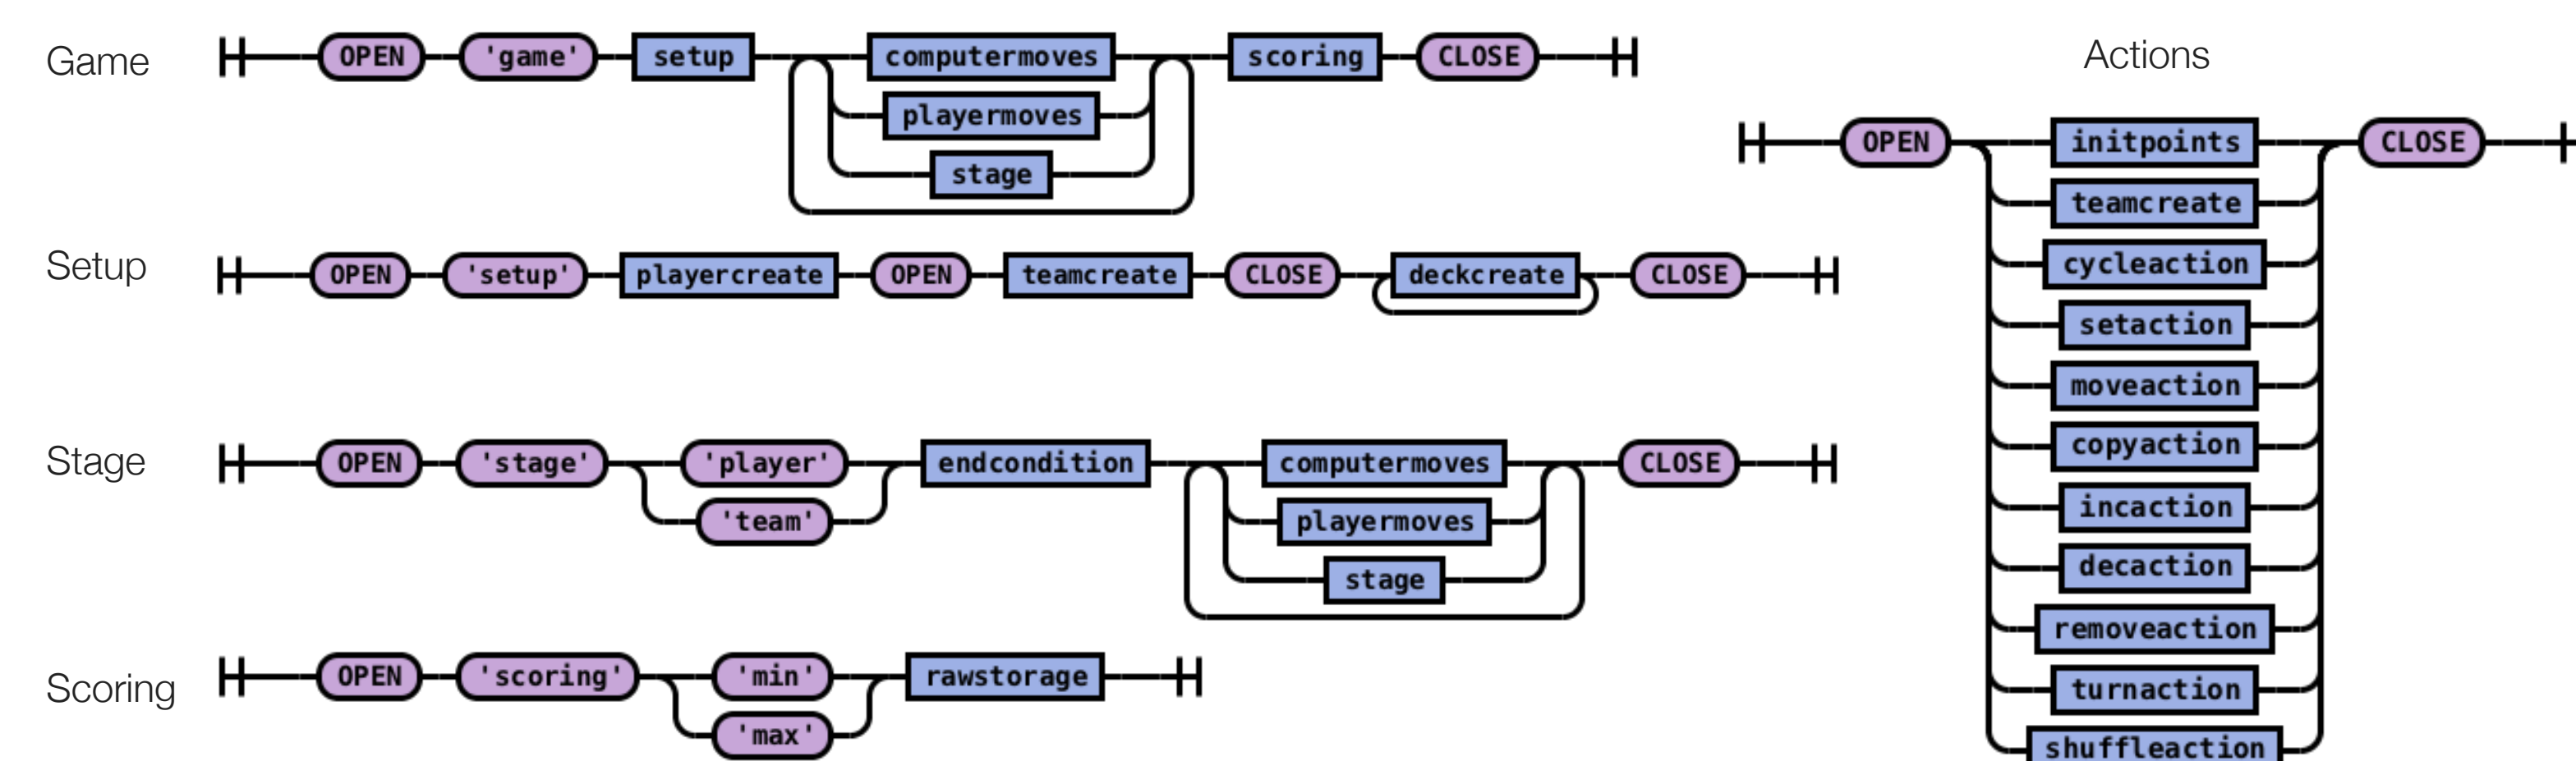 Game OPEN 'game' setup computermoves scoring CLOSE
playermoves
stage
Setup OPEN 'setup' playercreate OPEN teamcreate CLOSE deckcreate CLOSE
Stage OPEN 'stage' 'player' endcondition computermoves CLOSE
'team' playermoves
stage
Scoring OPEN 'scoring' 'min' rawstorage
'max'
Actions
OPEN initpoints CLOSE
teamcreate
cycleaction
setaction
moveaction
copyaction
incaction
decaction
removeaction
turnaction
shuffleaction